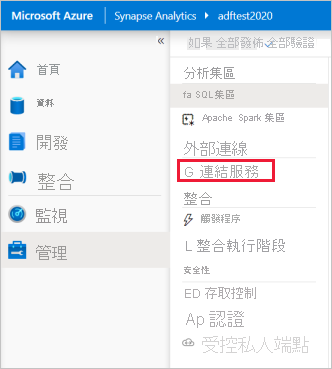 Microsoft Azure | Synapse Analytics ▸ adftest2020
«
首頁
資料
開發
整合
監視
管理
«
如果 全部發佈 全部驗證
分析集區
fa SQL集區
Apache Spark 集區
外部連線
G 連結服務
整合
觸發程序
L 整合執行階段
安全性
ED 存取控制
Ap 認證
受控私人端點